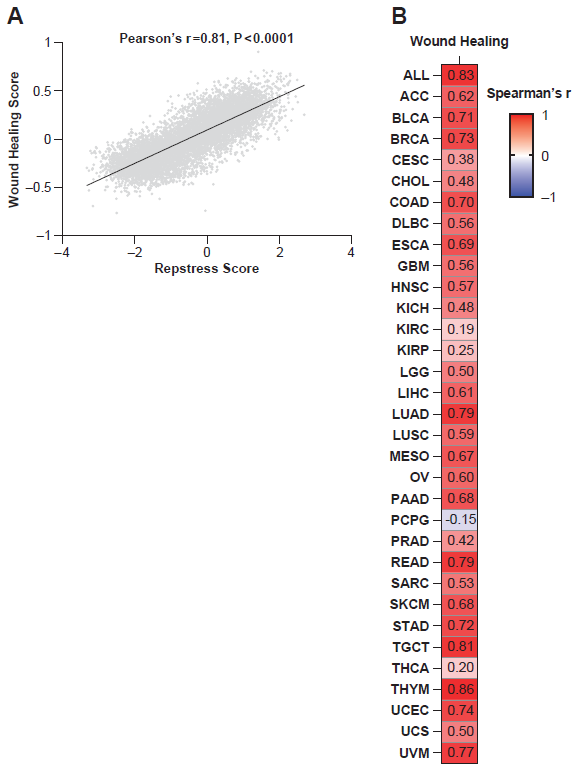 A
Pearson's r=0.81, P<0.0001
Wound Healing Score
1
0.5
0
−0.5
−1
−4
−2
0
2
4
Repstress Score
B
Wound Healing
ALL 0.83
ACC 0.62
BLCA 0.71
BRCA 0.73
CESC 0.38
CHOL 0.48
COAD 0.70
DLBC 0.56
ESCA 0.69
GBM 0.56
HNSC 0.57
KICH 0.48
KIRC 0.19
KIRP 0.25
LGG 0.50
LIHC 0.61
LUAD 0.79
LUSC 0.59
MESO 0.67
OV 0.60
PAAD 0.68
PCPG -0.15
PRAD 0.42
READ 0.79
SARC 0.53
SKCM 0.68
STAD 0.72
TGCT 0.81
THCA 0.20
THYM 0.86
UCEC 0.74
UCS 0.50
UVM 0.77
Spearman's r
1
0
−1